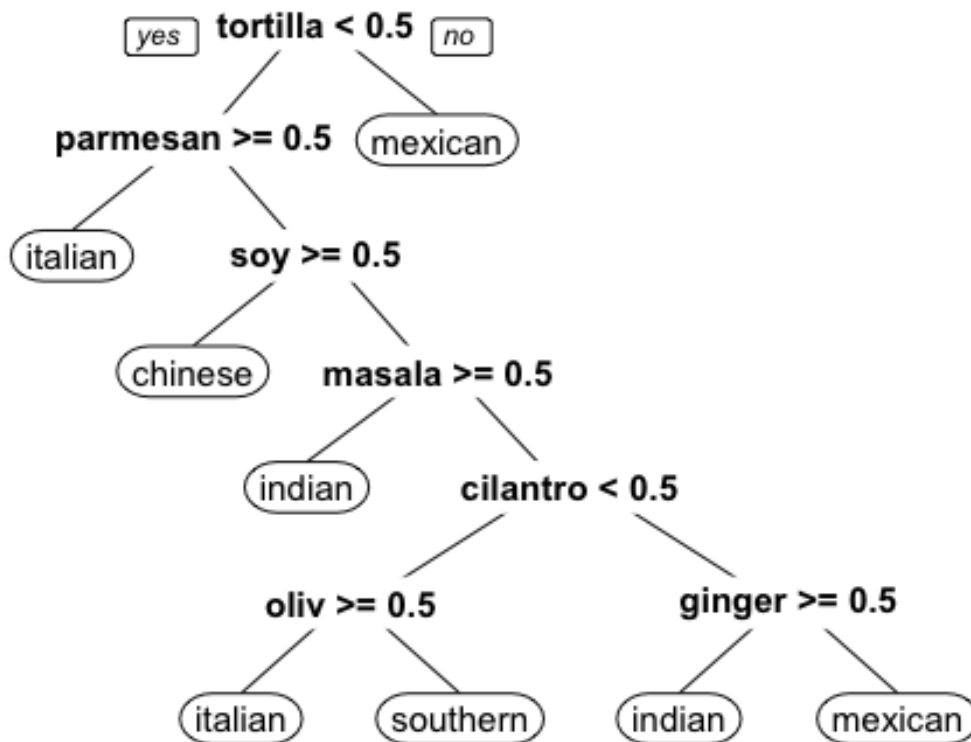 yes tortilla < 0.5 no
parmesan >= 0.5 mexican
italian soy >= 0.5
chinese masala >= 0.5
indian cilantro < 0.5
oliv >= 0.5 ginger >= 0.5
italian southern indian mexican